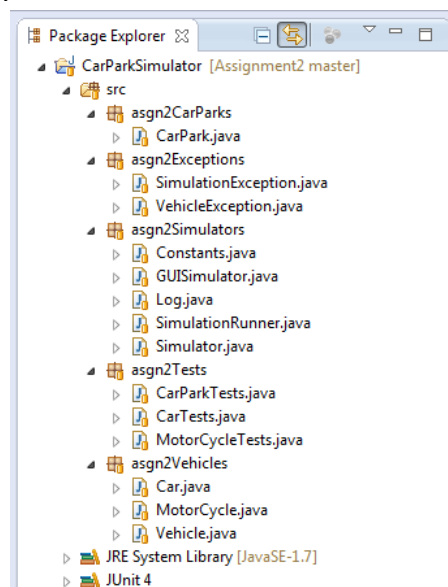 Package Explorer
CarParkSimulator [Assignment2 master]
src
asgn2CarParks
CarPark.java
asgn2Exceptions
SimulationException.java
VehicleException.java
asgn2Simulators
Constants.java
GUISimulator.java
Log.java
SimulationRunner.java
Simulator.java
asgn2Tests
CarParkTests.java
CarTests.java
MotorCycleTests.java
asgn2Vehicles
Car.java
MotorCycle.java
Vehicle.java
JRE System Library [JavaSE-1.7]
JUnit 4